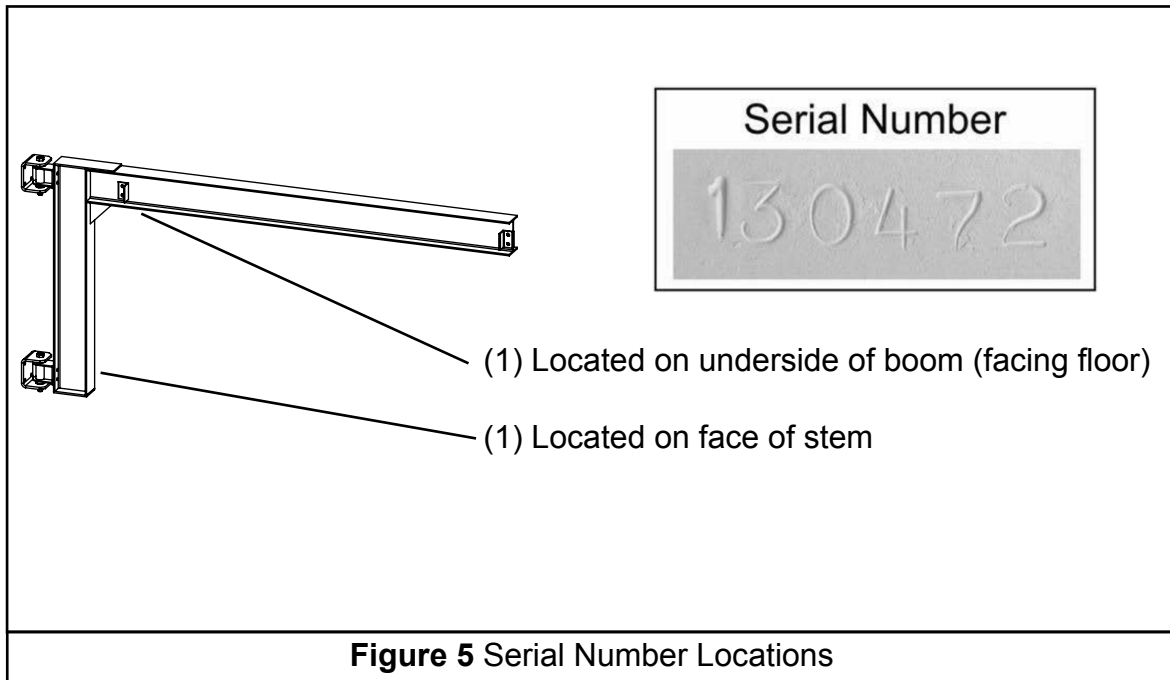 Serial Number
130472
(1) Located on underside of boom (facing floor)
(1) Located on face of stem
Figure 5 Serial Number Locations